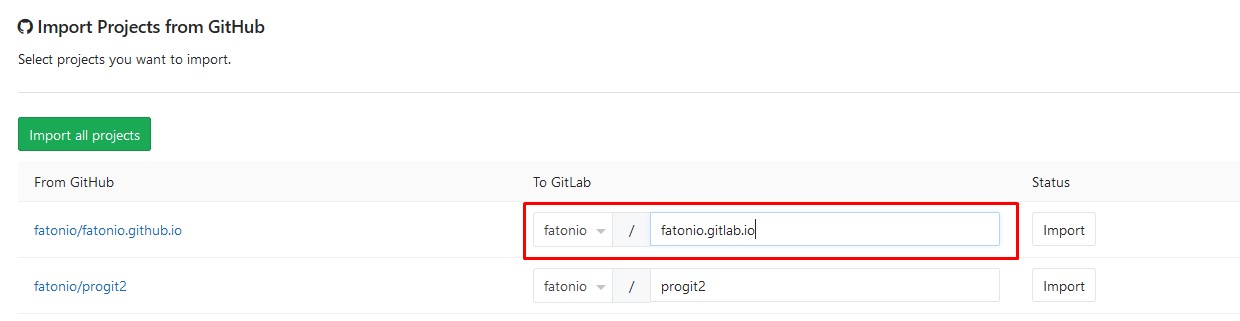 Import Projects from GitHub
Select projects you want to import.
Import all projects
From GitHub To GitLab Status
fatonio/fatonio.github.io fatonio / fatonio.gitlab.io Import
fatonio/progit2 fatonio / progit2 Import